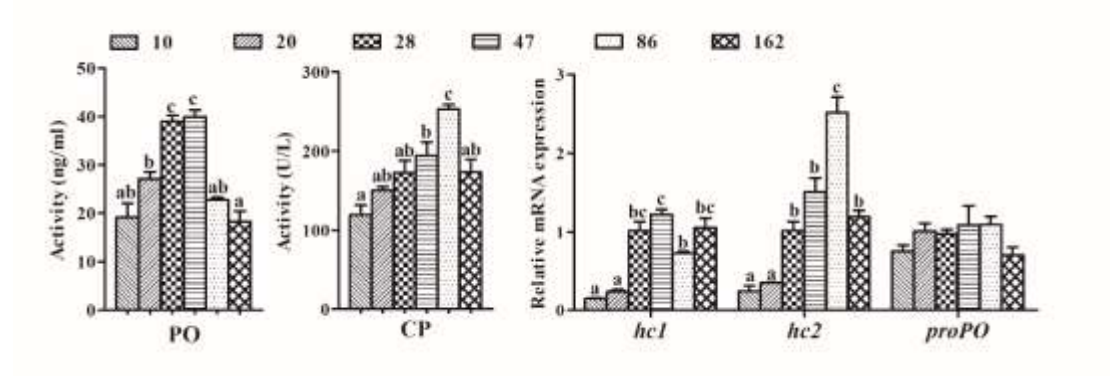 10 20 28 47 86 162
Activity (ng/ml)
50
40
30
20
10
0
ab b c c ab a
PO
Activity (U/L)
300
200
100
0
a ab ab b c ab
CP
Relative mRNA expression
3
2
1
0
a a bc c b bc
a a b b c b
hc1 hc2 proPO